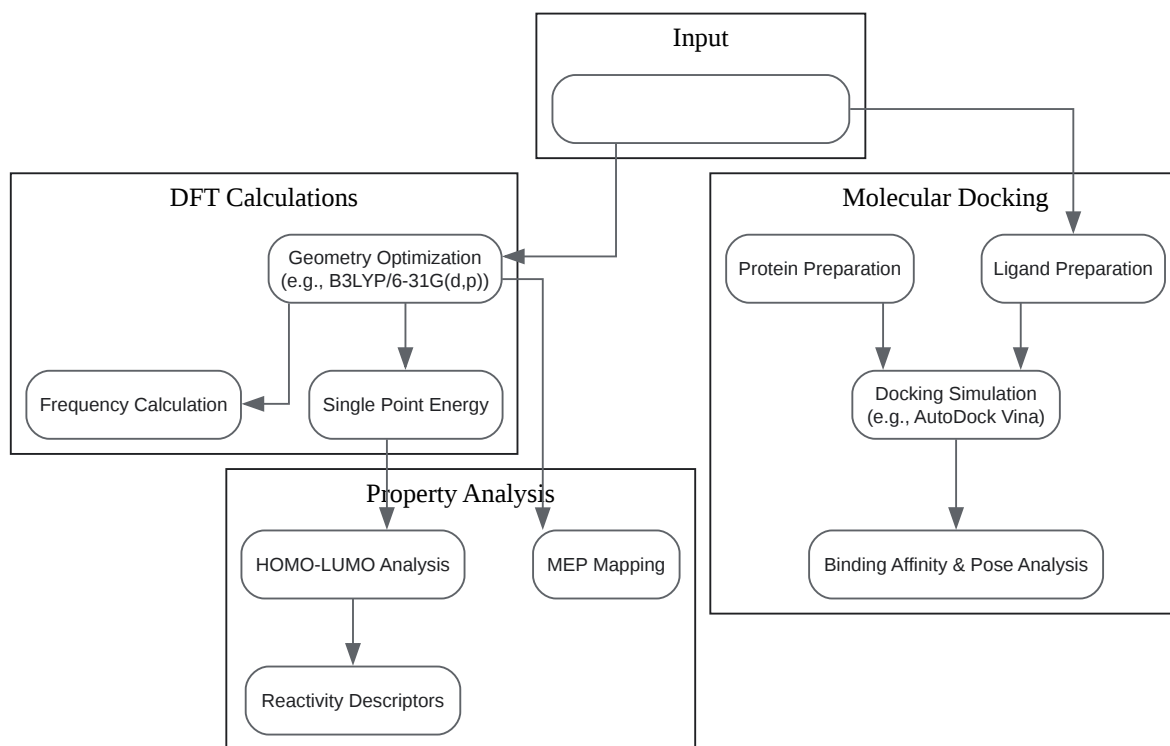 Input
DFT Calculations
Geometry Optimization
(e.g., B3LYP/6-31G(d,p))
Frequency Calculation
Single Point Energy
Property Analysis
HOMO-LUMO Analysis
MEP Mapping
Reactivity Descriptors
Molecular Docking
Protein Preparation
Ligand Preparation
Docking Simulation
(e.g., AutoDock Vina)
Binding Affinity & Pose Analysis